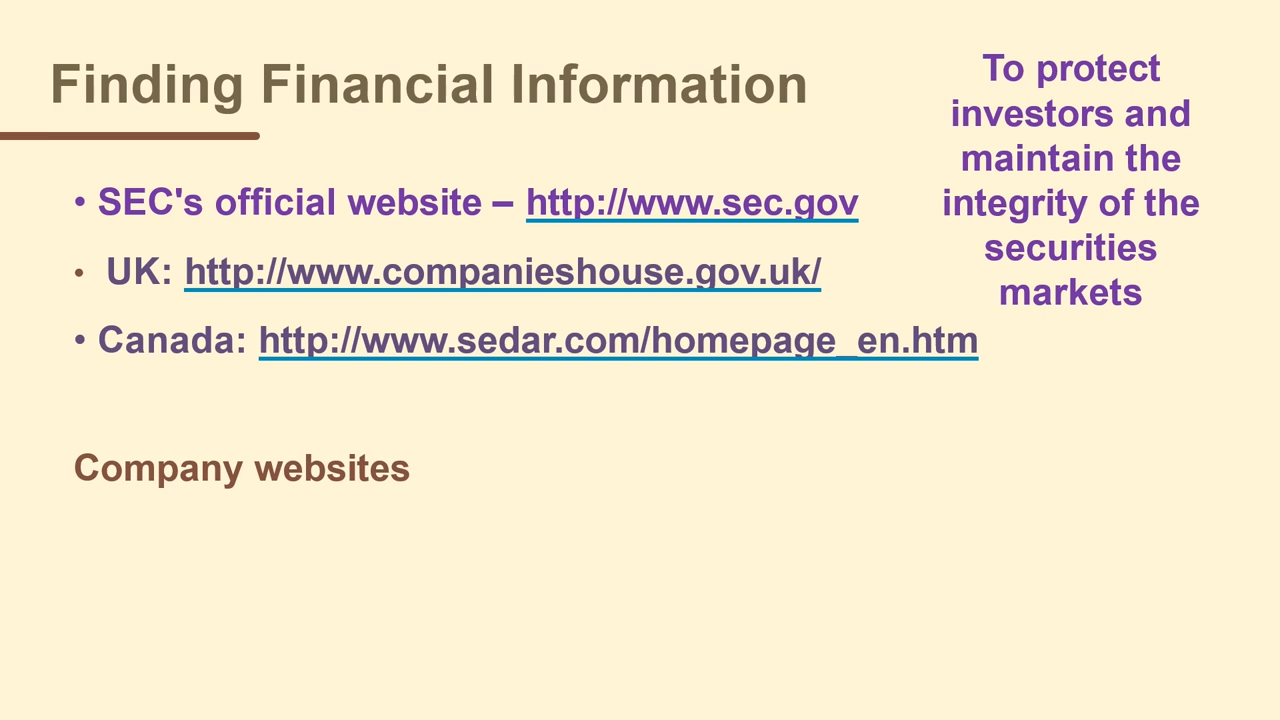 Finding Financial Information
To protect
investors and
maintain the
integrity of the
securities
markets
• SEC's official website – http://www.sec.gov
• UK: http://www.companieshouse.gov.uk/
• Canada: http://www.sedar.com/homepage_en.htm
Company websites